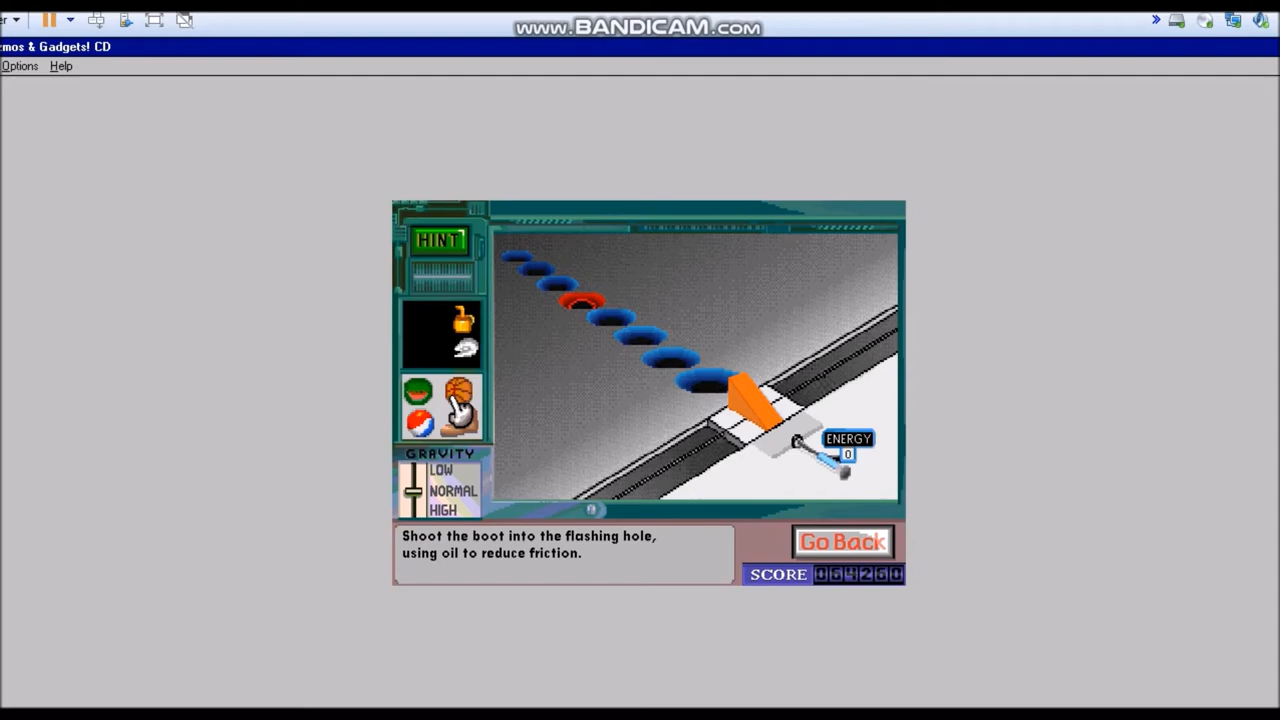 www.BANDICAM.com
mos & Gadgets! CD
Options Help
HINT
ENERGY
0
GRAVITY
LOW
NORMAL
HIGH
Shoot the boot into the flashing hole,
using oil to reduce friction.
Go Back
SCORE 064260